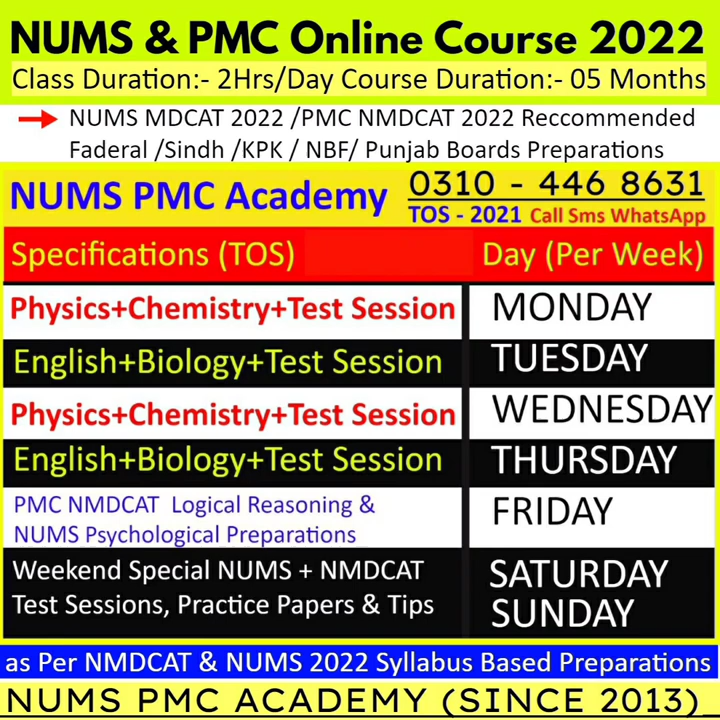 NUMS & PMC Online Course 2022
Class Duration:- 2Hrs/Day Course Duration:- 05 Months
NUMS MDCAT 2022 /PMC NMDCAT 2022 Reccommended
Faderal /Sindh /KPK / NBF/ Punjab Boards Preparations
NUMS PMC Academy
0310 - 446 8631
TOS - 2021 Call Sms WhatsApp
Specifications (TOS) Day (Per Week)
Physics+Chemistry+Test Session MONDAY
English+Biology+Test Session TUESDAY
Physics+Chemistry+Test Session WEDNESDAY
English+Biology+Test Session THURSDAY
PMC NMDCAT Logical Reasoning &
NUMS Psychological Preparations
FRIDAY
Weekend Special NUMS + NMDCAT
Test Sessions, Practice Papers & Tips
SATURDAY
SUNDAY
as Per NMDCAT & NUMS 2022 Syllabus Based Preparations
NUMS PMC ACADEMY (SINCE 2013)_